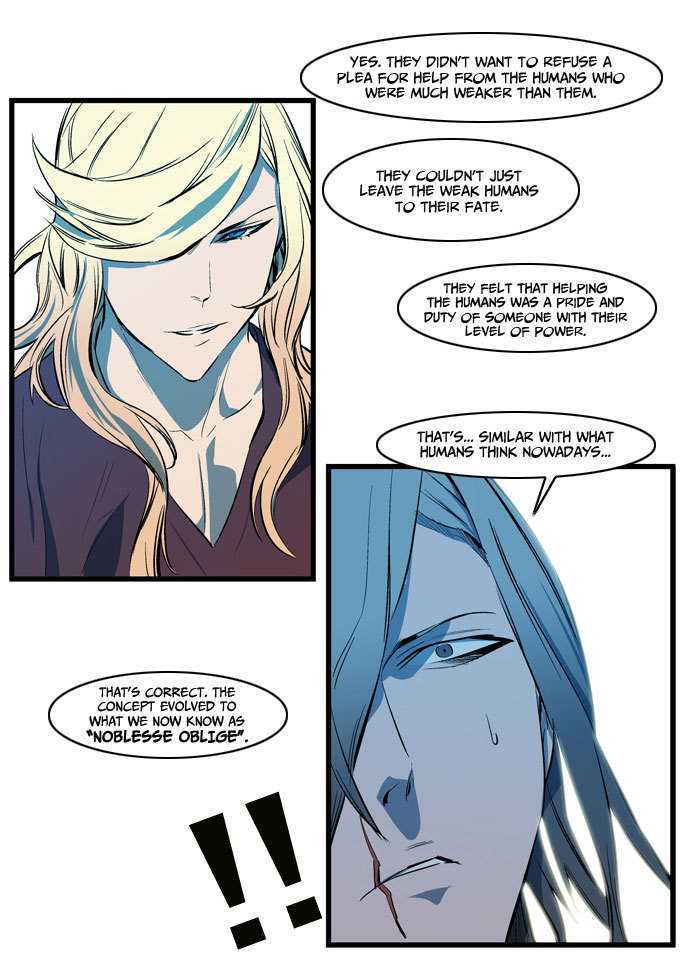 YES. THEY DIDN'T WANT TO REFUSE A
PLEA FOR HELP FROM THE HUMANS WHO
WERE MUCH WEAKER THAN THEM.
THEY COULDN'T JUST
LEAVE THE WEAK HUMANS
TO THEIR FATE.
THEY FELT THAT HELPING
THE HUMANS WAS A PRIDE AND
DUTY OF SOMEONE WITH THEIR
LEVEL OF POWER.
THAT'S... SIMILAR WITH WHAT
HUMANS THINK NOWADAYS...
THAT'S CORRECT. THE
CONCEPT EVOLVED TO
WHAT WE NOW KNOW AS
"NOBLESSE OBLIGE".
!!